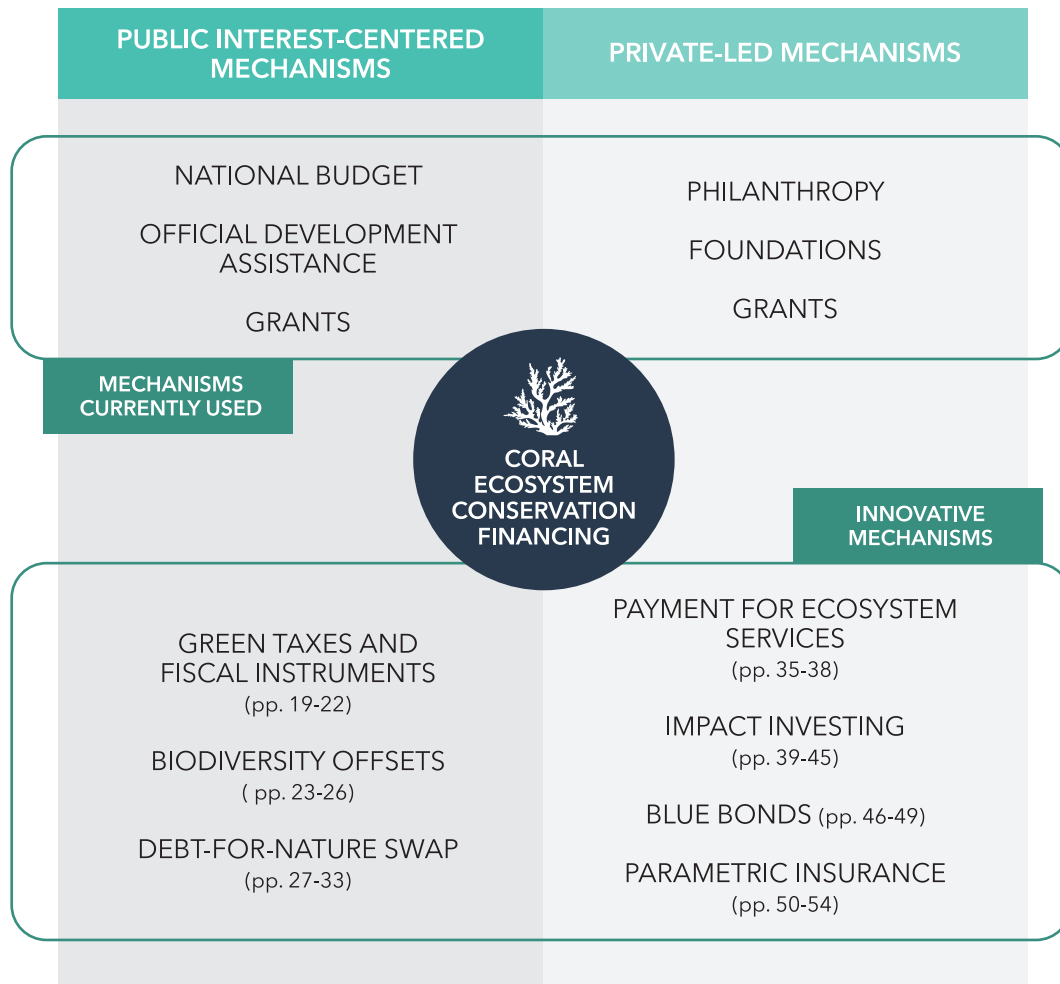 PUBLIC INTEREST-CENTERED
MECHANISMS
PRIVATE-LED MECHANISMS
NATIONAL BUDGET
OFFICIAL DEVELOPMENT
ASSISTANCE
GRANTS
PHILANTHROPY
FOUNDATIONS
GRANTS
MECHANISMS
CURRENTLY USED
CORAL
ECOSYSTEM
CONSERVATION
FINANCING
INNOVATIVE
MECHANISMS
GREEN TAXES AND
FISCAL INSTRUMENTS
(pp. 19-22)
BIODIVERSITY OFFSETS
( pp. 23-26)
DEBT-FOR-NATURE SWAP
(pp. 27-33)
PAYMENT FOR ECOSYSTEM
SERVICES
(pp. 35-38)
IMPACT INVESTING
(pp. 39-45)
BLUE BONDS (pp. 46-49)
PARAMETRIC INSURANCE
(pp. 50-54)